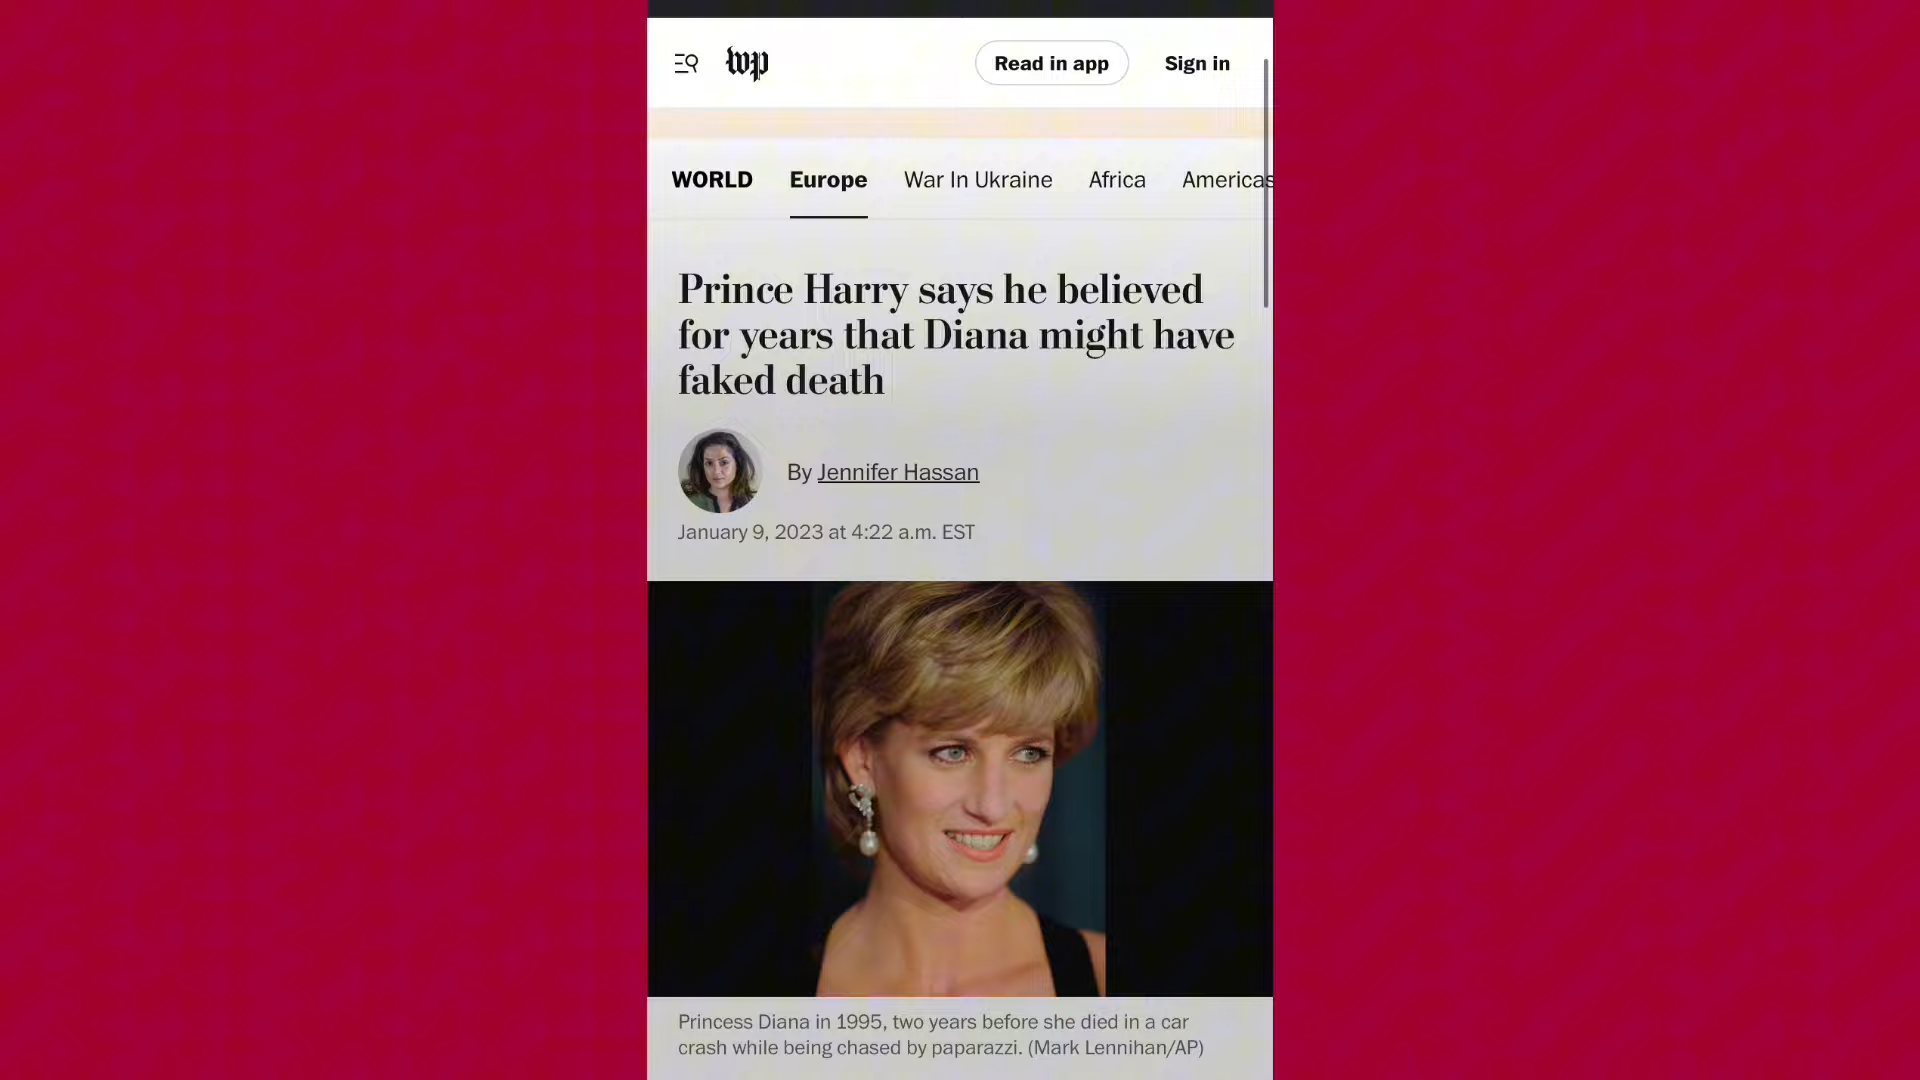 wp
Read in app
Sign in
WORLD Europe War In Ukraine Africa Americas
Prince Harry says he believed
for years that Diana might have
faked death
By Jennifer Hassan
January 9, 2023 at 4:22 a.m. EST
Princess Diana in 1995, two years before she died in a car
crash while being chased by paparazzi. (Mark Lennihan/AP)